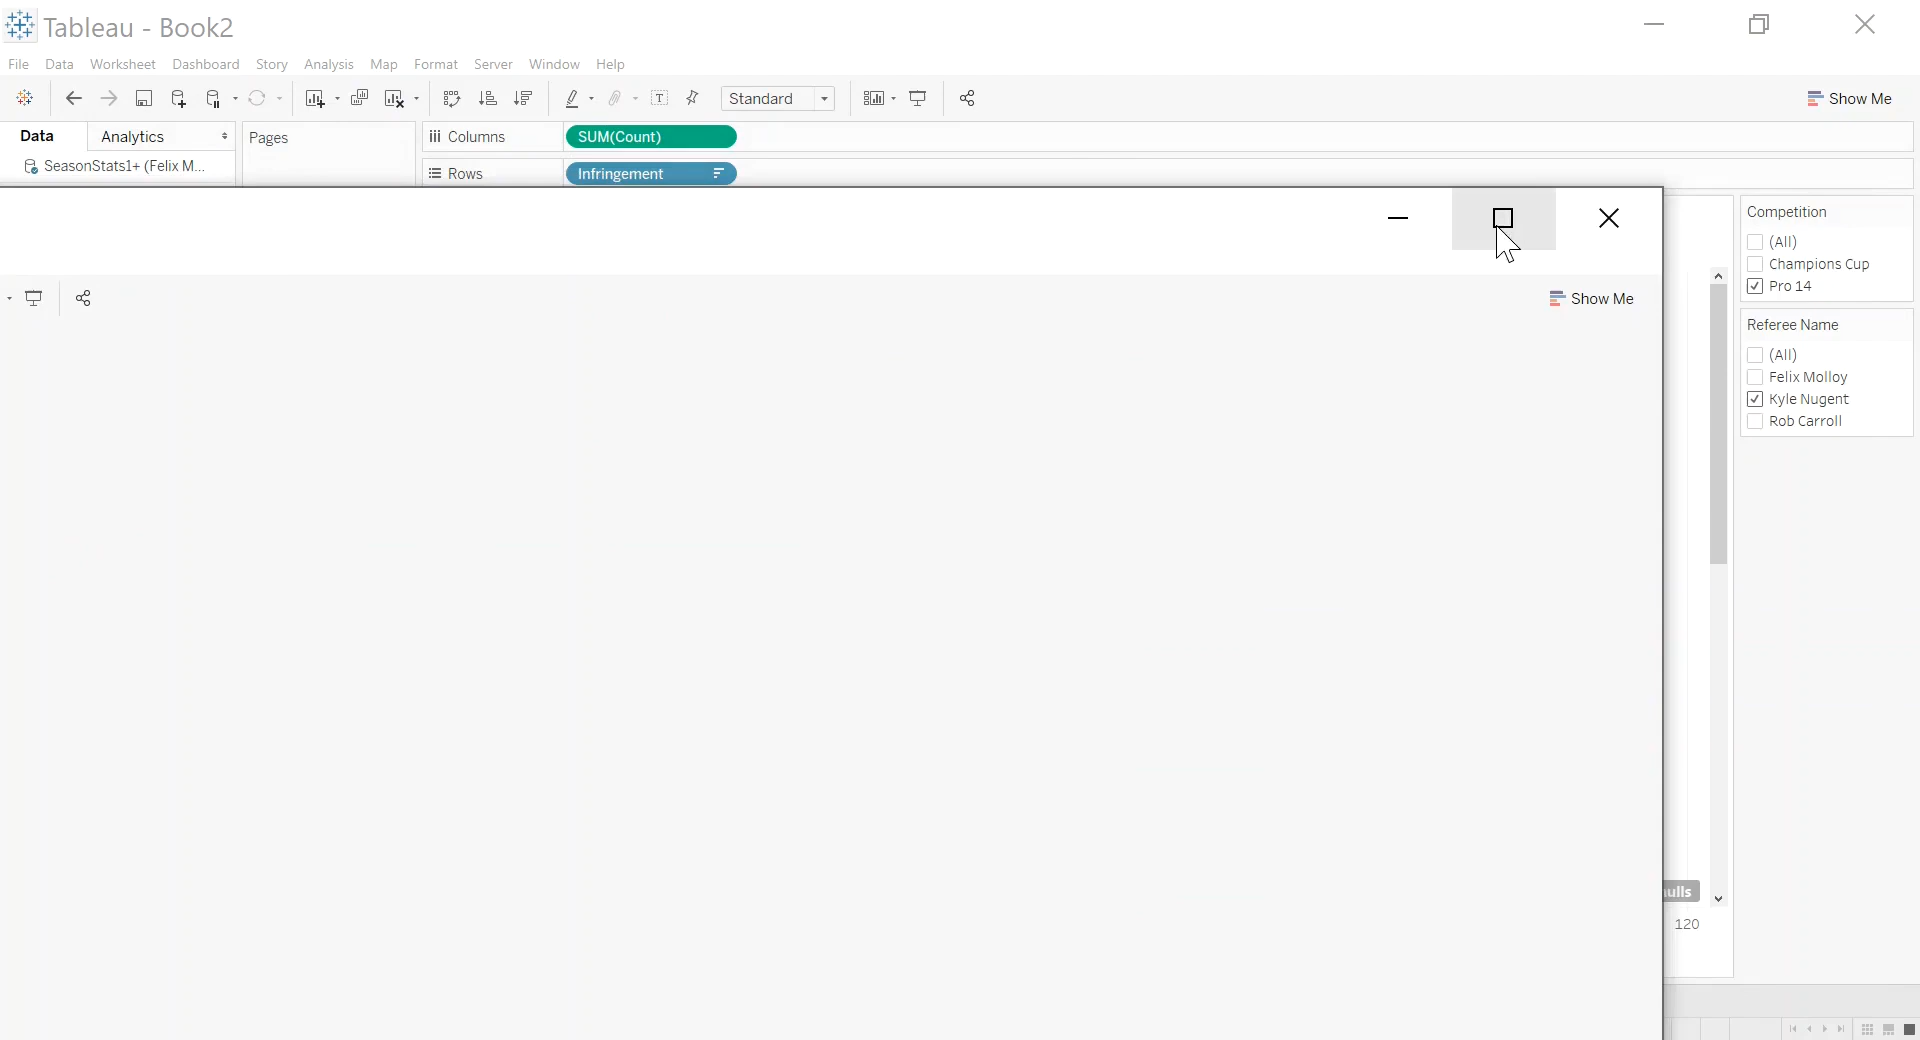 Tableau - Book2
File Data Worksheet Dashboard Story Analysis Map Format Server Window Help
Standard
Show Me
Data Analytics
Pages
Columns
SUM(Count)
SeasonStats1+ (Felix M...
Rows
Infringement
Show Me
Competition
(All)
Champions Cup
Pro 14
Referee Name
(All)
Felix Molloy
Kyle Nugent
Rob Carroll
120